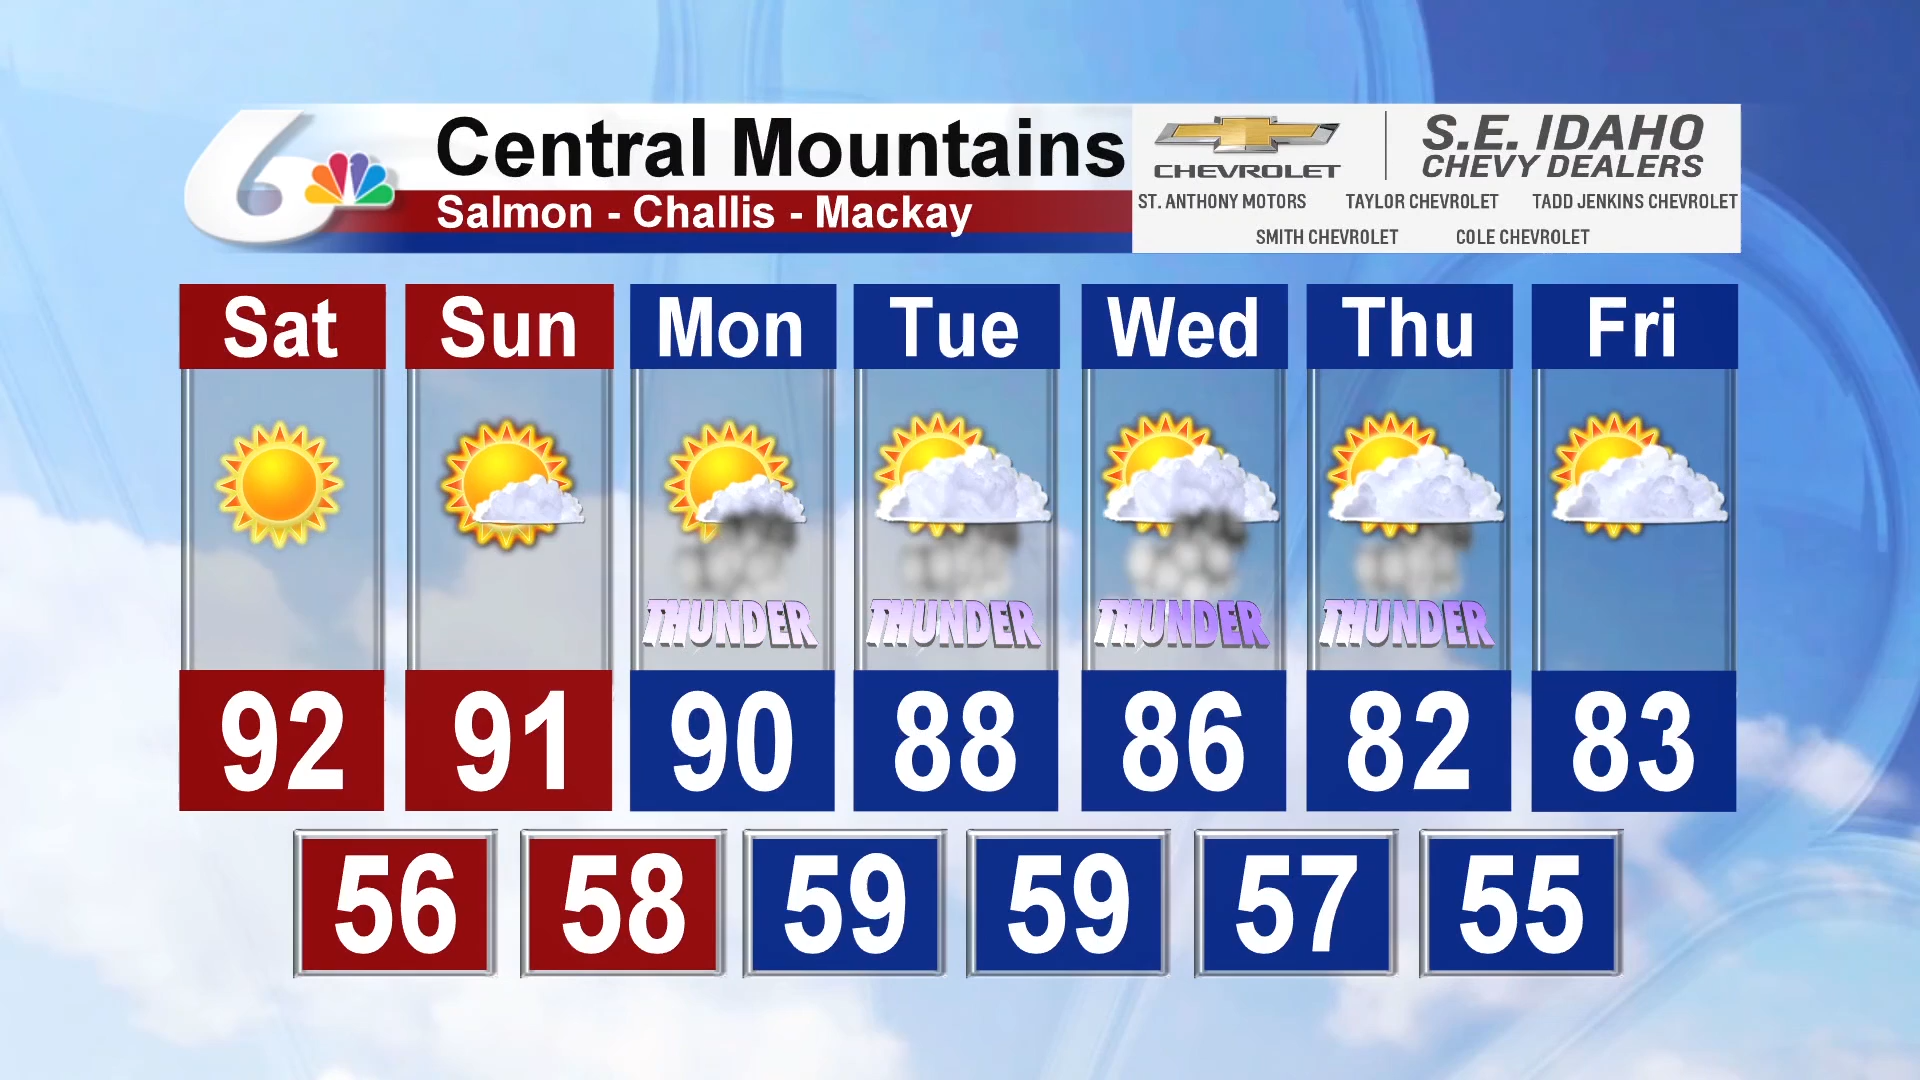 6
Central Mountains
Salmon - Challis - Mackay
CHEVROLET
S.E. IDAHO
CHEVY DEALERS
ST. ANTHONY MOTORS TAYLOR CHEVROLET TADD JENKINS CHEVROLET
SMITH CHEVROLET COLE CHEVROLET
Sat Sun Mon Tue Wed Thu Fri
THUNDER THUNDER THUNDER THUNDER
92 91 90 88 86 82 83
56 58 59 59 57 55